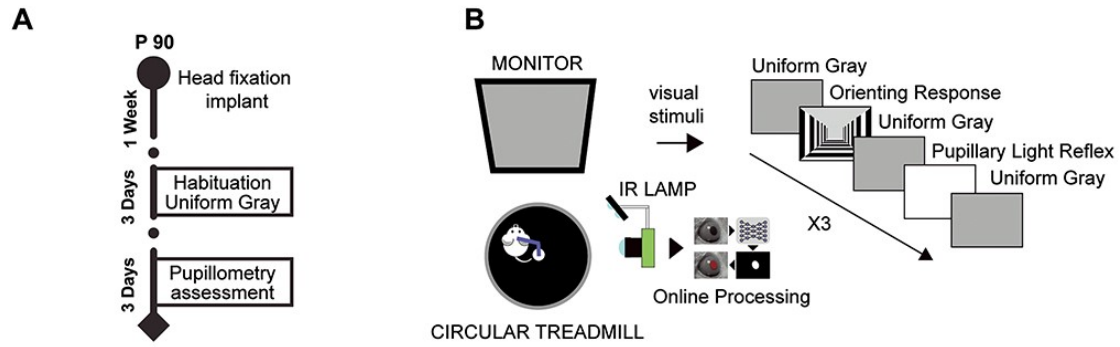 A
P 90
Head fixation
implant
1 Week
3 Days
Habituation
Uniform Gray
3 Days
Pupillometry
assessment
B
MONITOR
visual
stimuli
Uniform Gray
Orienting Response
Uniform Gray
Pupillary Light Reflex
Uniform Gray
X3
IR LAMP
Online Processing
CIRCULAR TREADMILL